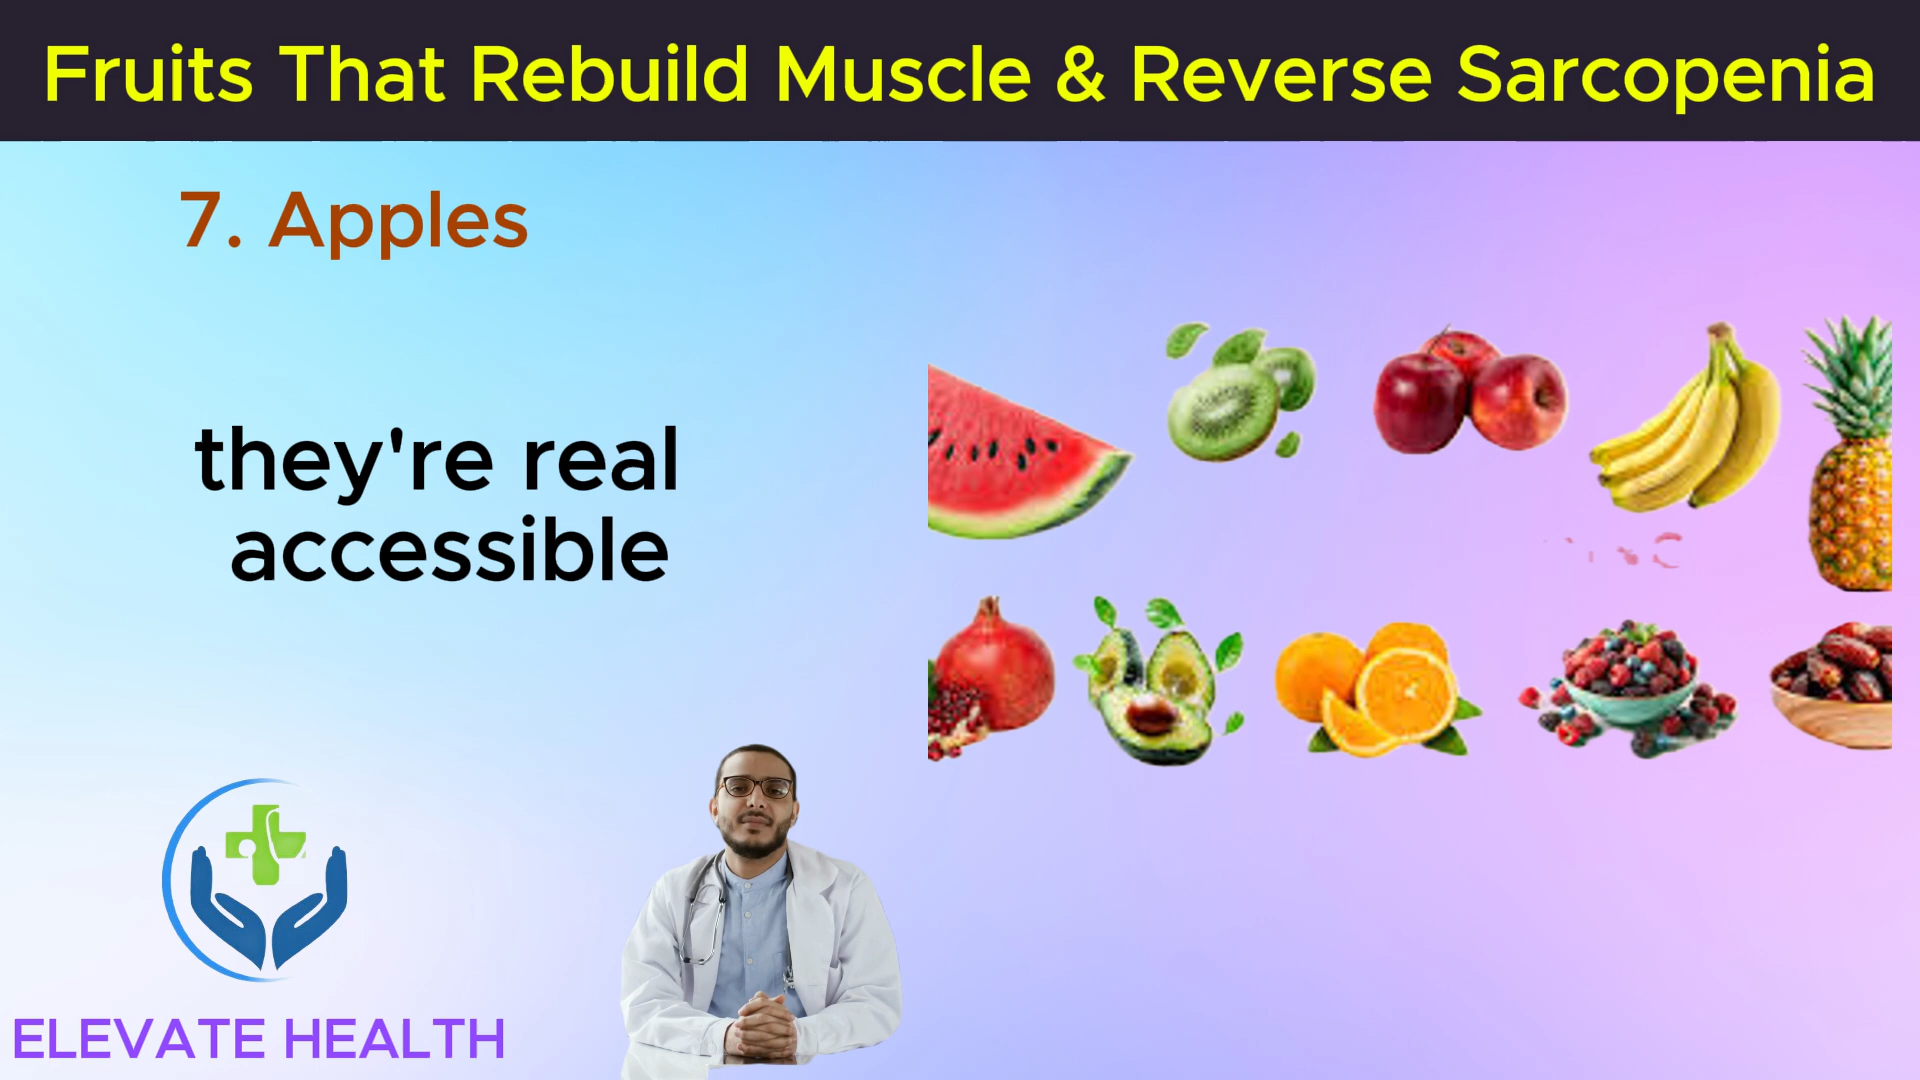 Fruits That Rebuild Muscle & Reverse Sarcopenia
7. Apples
they're real
accessible
ELEVATE HEALTH